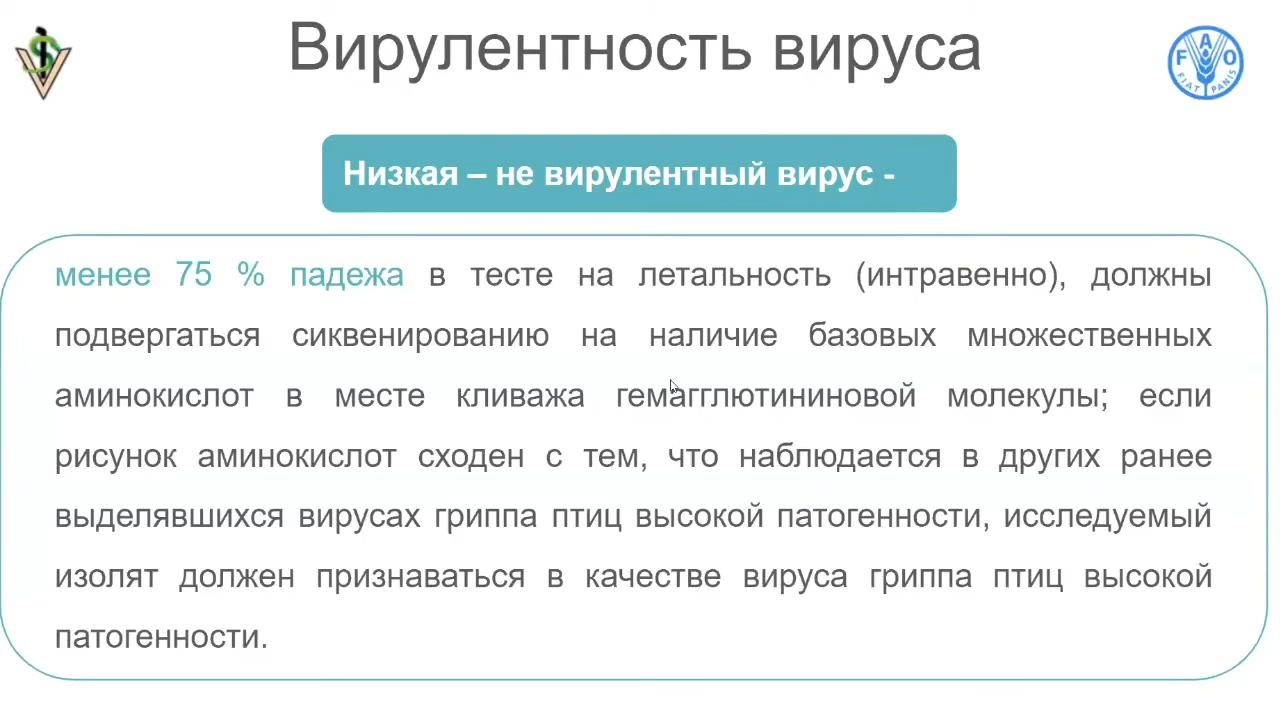 Вирулентность вируса
F A O
FIAT PANIS
Низкая – не вирулентный вирус -
менее 75 % падежа в тесте на летальность (интравенно), должны
подвергаться сиквенированию на наличие базовых множественных
аминокислот в месте кливажа гемагглютининовой молекулы; если
рисунок аминокислот сходен с тем, что наблюдается в других ранее
выделявшихся вирусах гриппа птиц высокой патогенности, исследуемый
изолят должен признаваться в качестве вируса гриппа птиц высокой
патогенности.